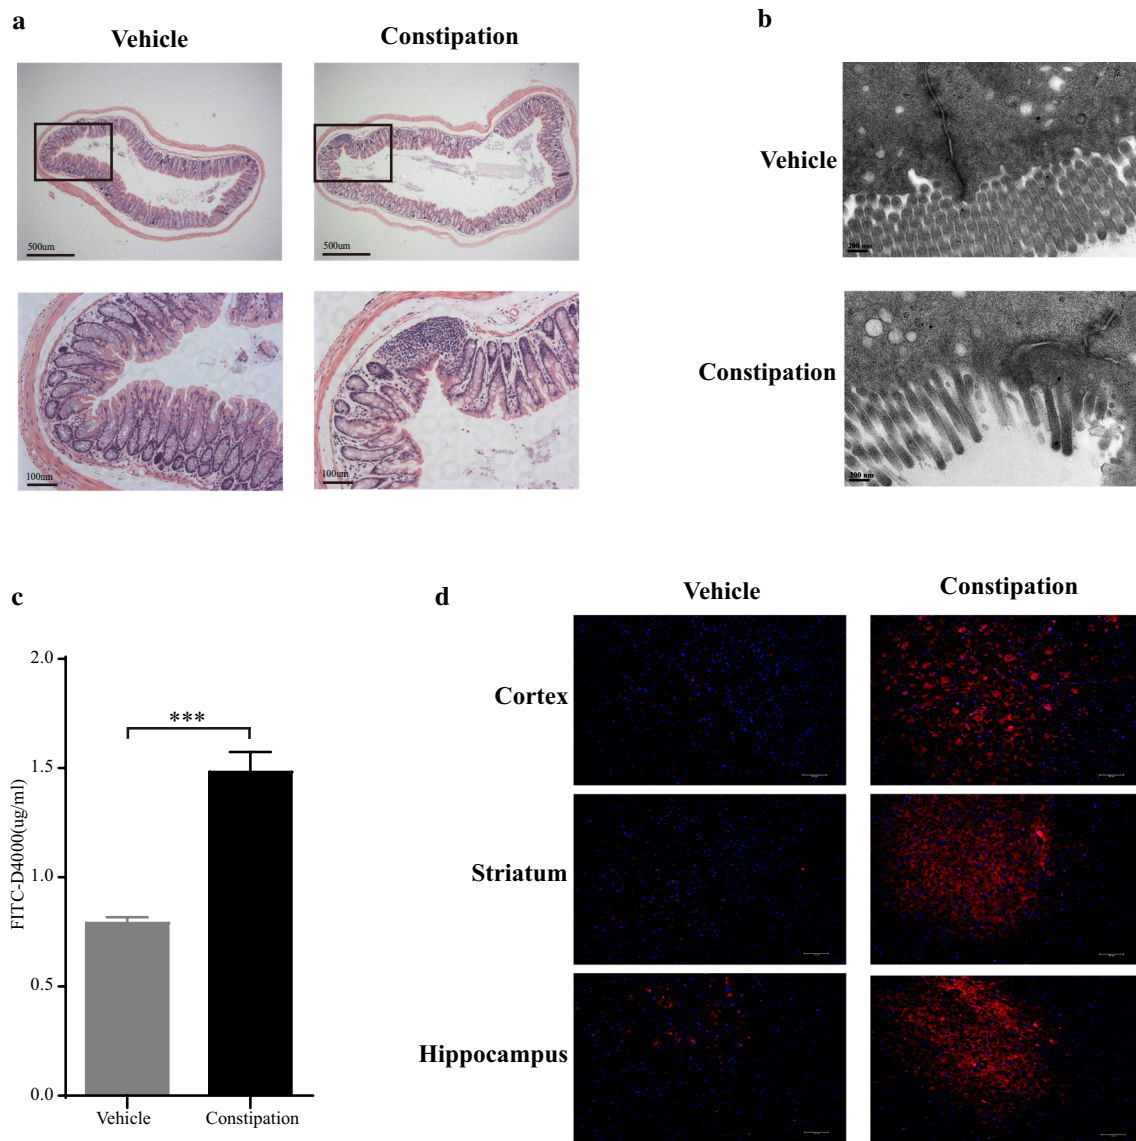 a
Vehicle
Constipation
500um
500um
100um
100um
b
Vehicle
200 nm
Constipation
200 nm
c
FITC-D4000(ug/ml)
2.0
1.5
1.0
0.5
0.0
***
Vehicle
Constipation
d
Vehicle
Constipation
Cortex
Striatum
Hippocampus